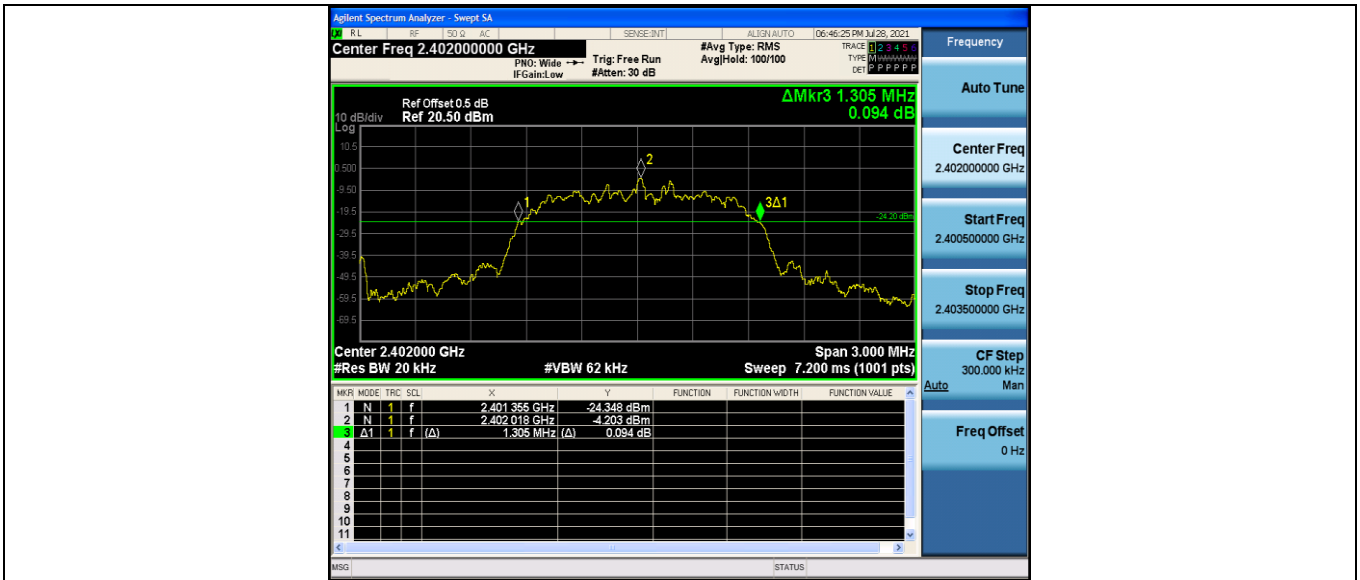 Agilent Spectrum Analyzer - Swept SA
RL RF 50 Ω AC SENSE:INT ALIGN AUTO 06:46:25 PM Jul 28, 2021
Center Freq 2.402000000 GHz
PNO: Wide
IFGain:Low
Trig: Free Run
#Atten: 30 dB
#Avg Type: RMS
Avg|Hold: 100/100
TRACE 1 2 3 4 5 6
TYPE M
DET P P P P P P
Frequency
Auto Tune
Center Freq
2.402000000 GHz
Start Freq
2.400500000 GHz
Stop Freq
2.403500000 GHz
CF Step
300.000 kHz
Auto Man
Freq Offset
0 Hz
ΔMkr3 1.305 MHz
0.094 dB
Ref Offset 0.5 dB
10 dB/div Ref 20.50 dBm
Log
10.5
0.500
-9.50
-19.5
-29.5
-39.5
-49.5
-59.5
-69.5
1
2
3Δ1
-24.20 dBm
Center 2.402000 GHz Span 3.000 MHz
#Res BW 20 kHz #VBW 62 kHz Sweep 7.200 ms (1001 pts)
MKR MODE TRC SCL X Y FUNCTION FUNCTION WIDTH FUNCTION VALUE
1 N 1 f 2.401 355 GHz -24.348 dBm
2 N 1 f 2.402 018 GHz -4.203 dBm
3 Δ1 1 f (Δ) 1.305 MHz (Δ) 0.094 dB
4
5
6
7
8
9
10
11
MSG STATUS